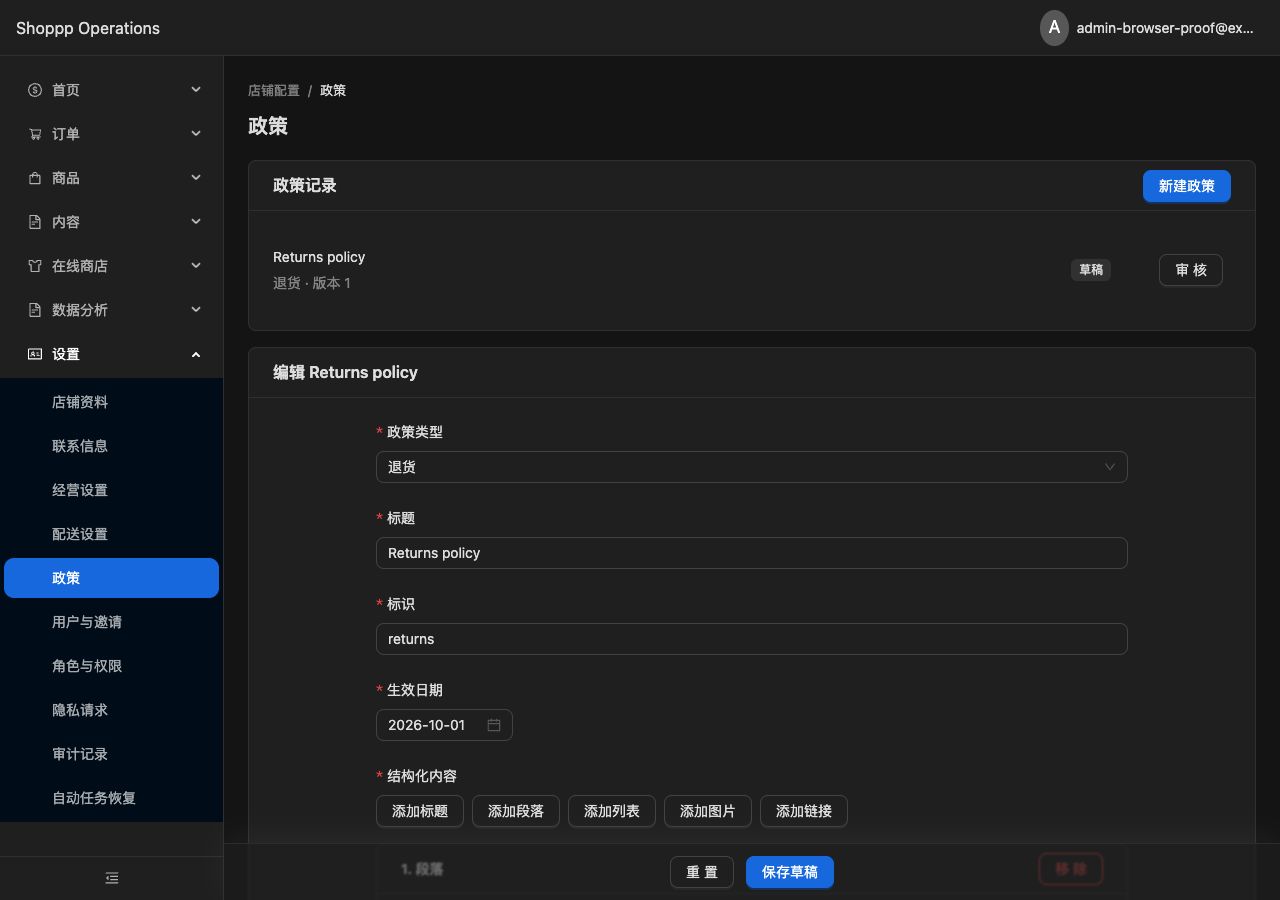 Shoppp Operations
A admin-browser-proof@ex...
首页
订单
商品
内容
在线商店
数据分析
设置
店铺资料
联系信息
经营设置
配送设置
政策
用户与邀请
角色与权限
隐私请求
审计记录
自动任务恢复
店铺配置 / 政策
政策
政策记录
新建政策
Returns policy
退货 · 版本 1
草稿
审 核
编辑 Returns policy
* 政策类型
退货
* 标题
Returns policy
* 标识
returns
* 生效日期
2026-10-01
* 结构化内容
添加标题 添加段落 添加列表 添加图片 添加链接
1. 段落
移 除
重 置 保存草稿